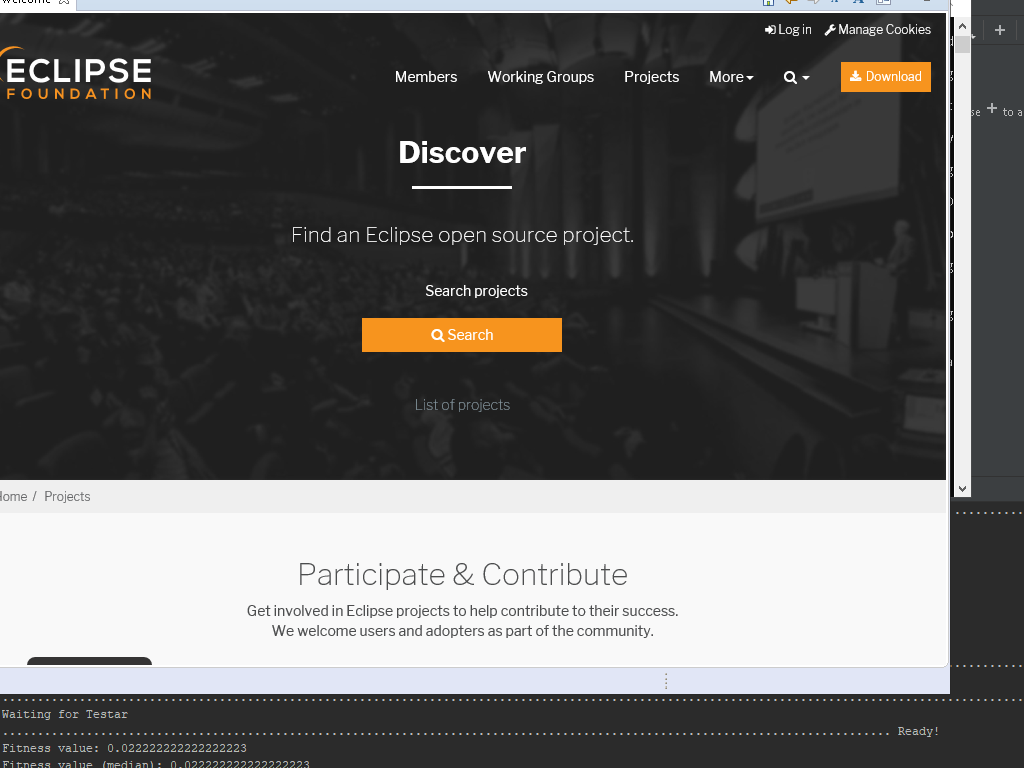 Welcome
Log in Manage Cookies
ECLIPSE
FOUNDATION
Members Working Groups Projects More Download
Discover
Find an Eclipse open source project.
Search projects
Search
List of projects
Home / Projects
Participate & Contribute
Get involved in Eclipse projects to help contribute to their success.
We welcome users and adopters as part of the community.
se + to a
Waiting for Testar
Ready!
Fitness value: 0.022222222222222223
Fitness value (median): 0.022222222222222223